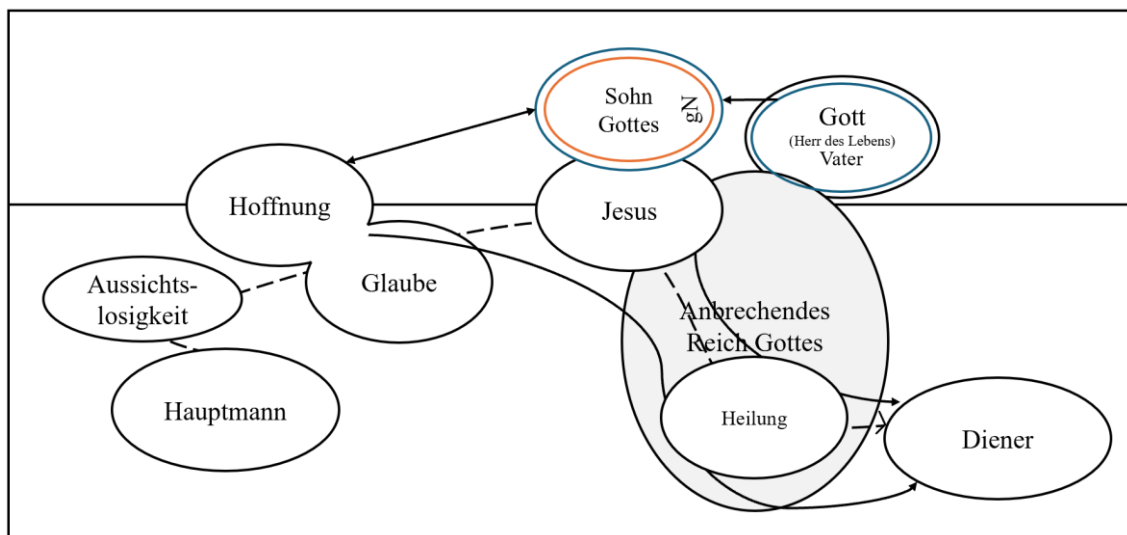 Sohn
Gottes
gN
Gott
(Herr des Lebens)
Vater
Hoffnung
Jesus
Glaube
Aussichts-
losigkeit
Anbrechendes
Reich Gottes
Hauptmann
Heilung
Diener